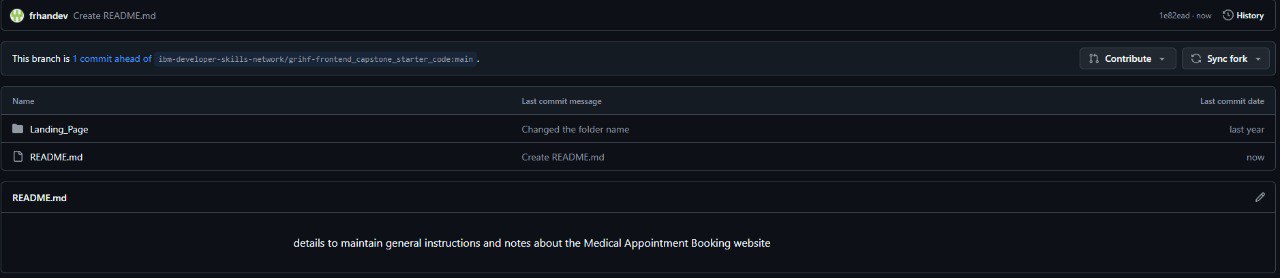 frhandev Create README.md 1e82ead · now History
This branch is 1 commit ahead of ibm-developer-skills-network/grihf-frontend_capstone_starter_code:main . Contribute Sync fork
Name Last commit message Last commit date
Landing_Page Changed the folder name last year
README.md Create README.md now
README.md
details to maintain general instructions and notes about the Medical Appointment Booking website